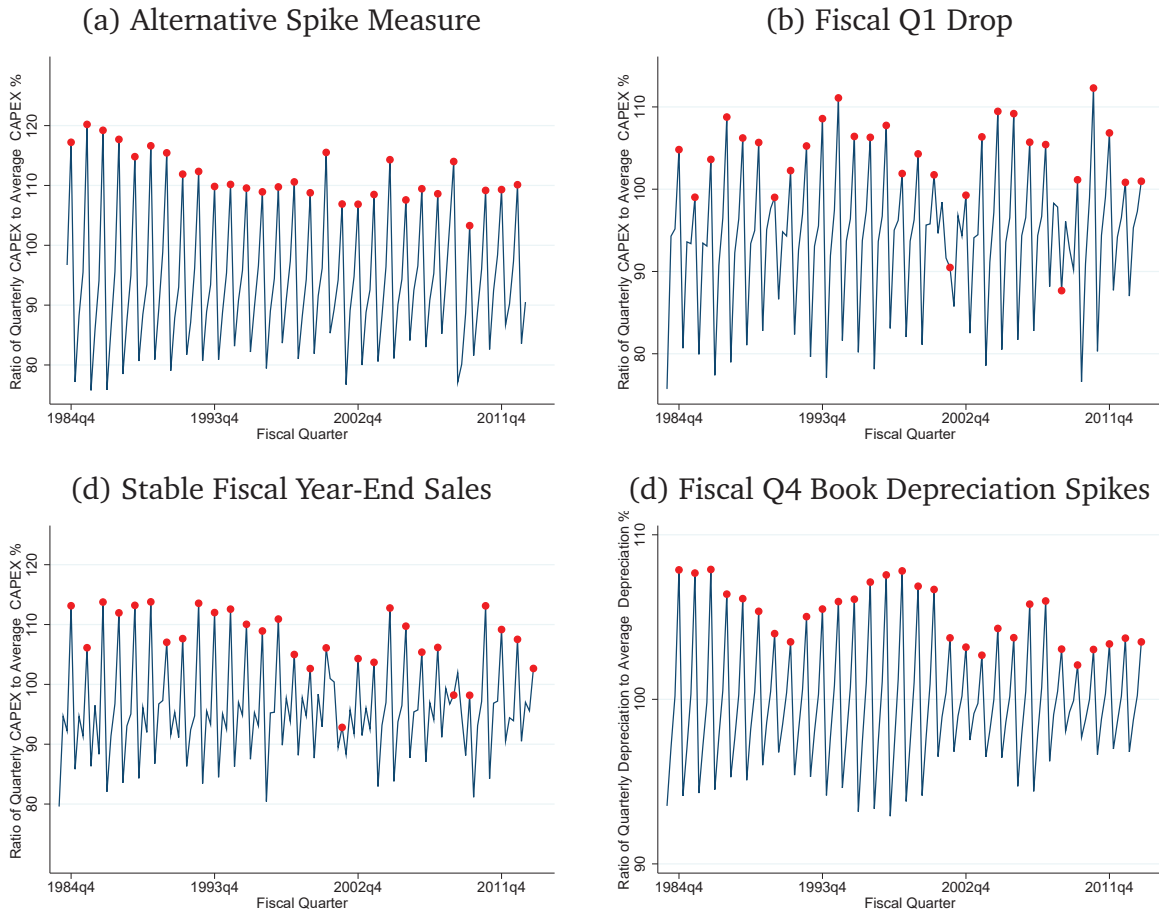 (a) Alternative Spike Measure
Ratio of Quarterly CAPEX to Average CAPEX %
120
110
100
90
80
1984q4 1993q4 2002q4 2011q4
Fiscal Quarter
(b) Fiscal Q1 Drop
Ratio of Quarterly CAPEX to Average CAPEX %
110
100
90
80
1984q4 1993q4 2002q4 2011q4
Fiscal Quarter
(d) Stable Fiscal Year-End Sales
Ratio of Quarterly CAPEX to Average CAPEX %
120
110
100
90
80
1984q4 1993q4 2002q4 2011q4
Fiscal Quarter
(d) Fiscal Q4 Book Depreciation Spikes
Ratio of Quarterly Depreciation to Average Depreciation %
110
100
90
1984q4 1993q4 2002q4 2011q4
Fiscal Quarter